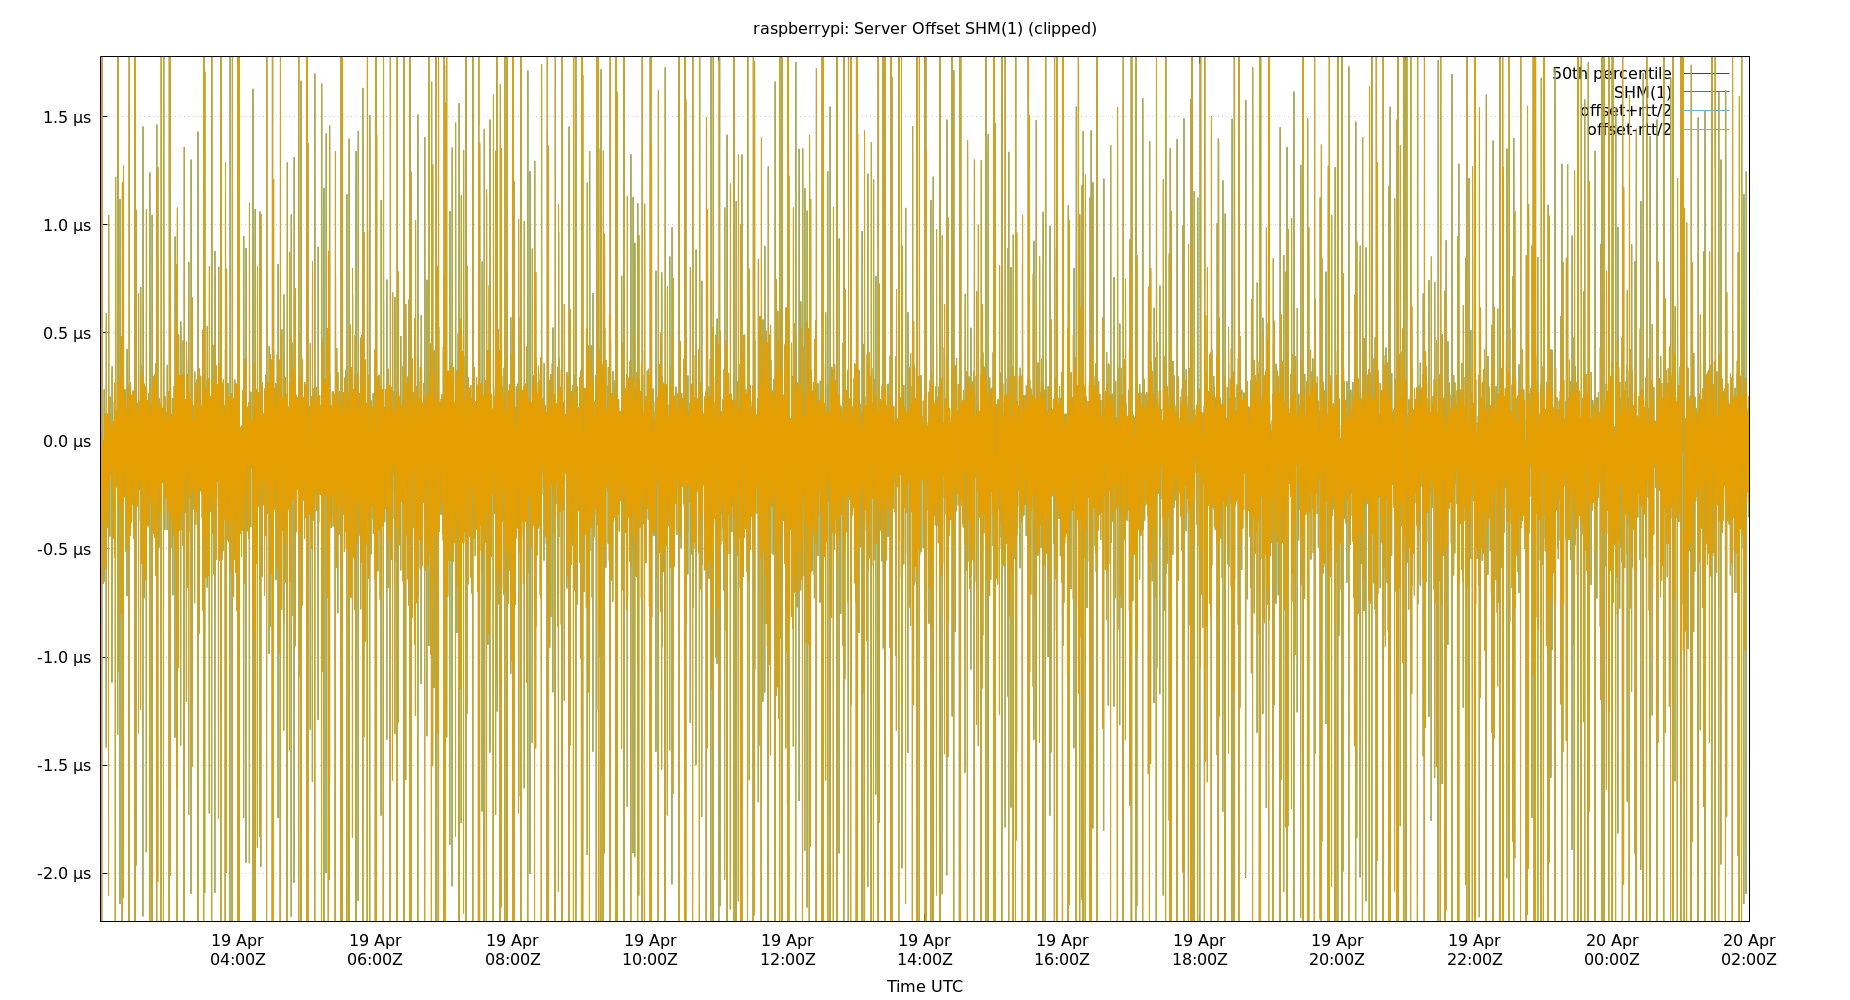 raspberrypi: Server Offset SHM(1) (clipped)
50th percentile
SHM(1)
offset+rtt/2
offset-rtt/2
1.5 µs
1.0 µs
0.5 µs
0.0 µs
-0.5 µs
-1.0 µs
-1.5 µs
-2.0 µs
19 Apr 19 Apr 19 Apr 19 Apr 19 Apr 19 Apr 19 Apr 19 Apr 19 Apr 19 Apr 20 Apr 20 Apr
04:00Z 06:00Z 08:00Z 10:00Z 12:00Z 14:00Z 16:00Z 18:00Z 20:00Z 22:00Z 00:00Z 02:00Z
Time UTC